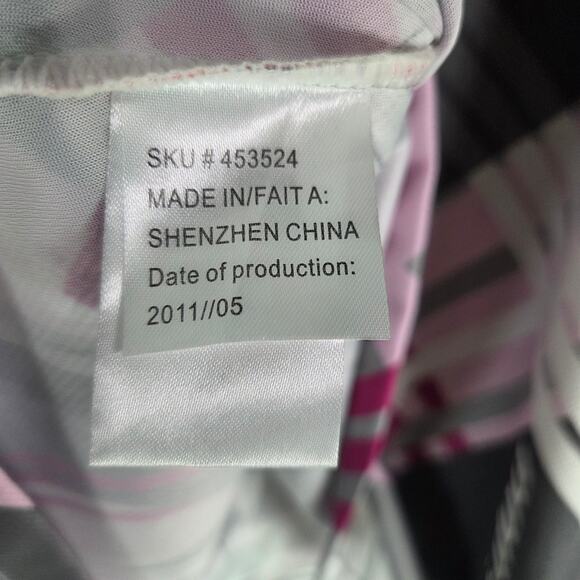 SKU # 453524
MADE IN/FAIT A:
SHENZHEN CHINA
Date of production:
2011//05